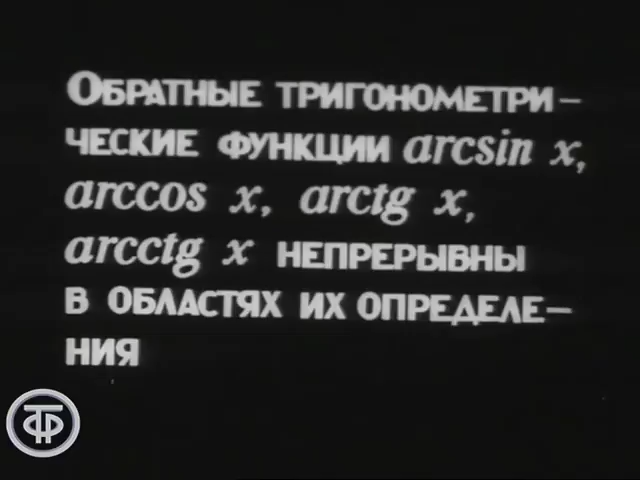 Обратные тригонометри–
ческие функции arcsin x,
arccos x, arctg x,
arcctg x непрерывны
в областях их определе–
ния